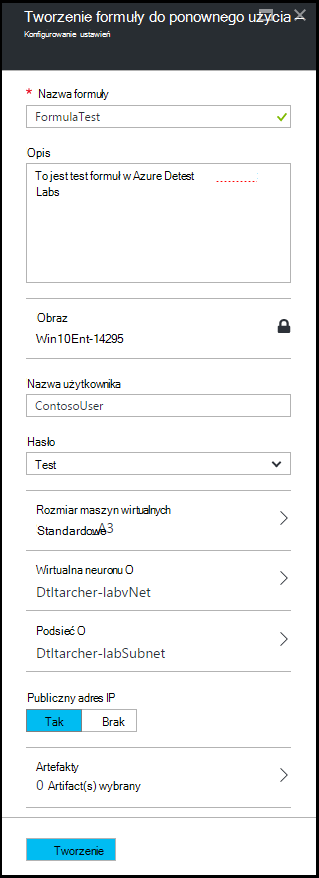 Tworzenie formuły do ponownego użycia –
Konfigurowanie ustawień
* Nazwa formuły
FormulaTest
Opis
To jest test formuł w Azure Detest
Labs
Obraz
Win10Ent-14295
Nazwa użytkownika
ContosoUser
Hasło
Test
Rozmiar maszyn wirtualnych
Standardowe A3
Wirtualna neuronu O
Dtltarcher-labvNet
Podsieć O
Dtltarcher-labSubnet
Publiczny adres IP
Tak Brak
Artefakty
0 Artifact(s) wybrany
Tworzenie